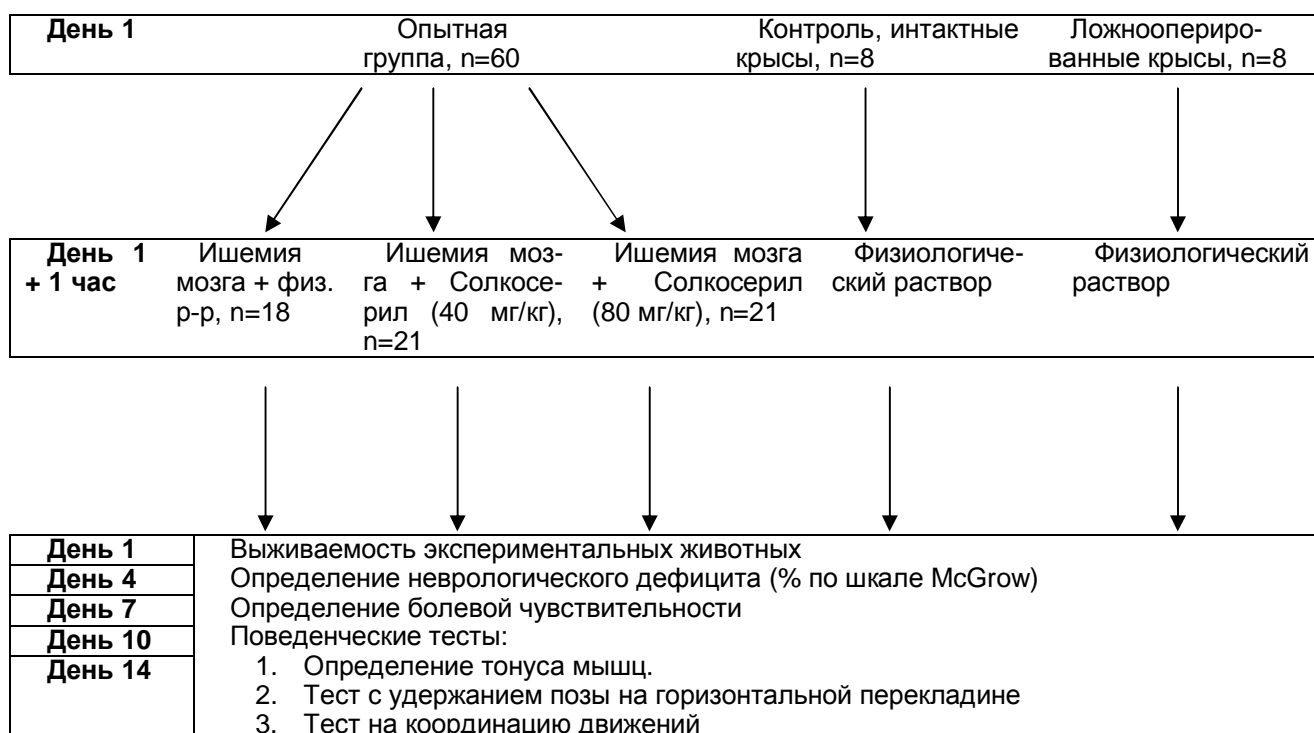 День 1 Опытная группа, n=60 Контроль, интактные крысы, n=8 Ложноопериро-
ванные крысы, n=8
День 1 + 1 час
Ишемия
мозга + физ.
р-р, n=18
Ишемия моз-
га + Солкосе-
рил (40 мг/кг),
n=21
Ишемия мозга
+ Солкосерил
(80 мг/кг), n=21
Физиологиче-
ский раствор
Физиологический
раствор
День 1 Выживаемость экспериментальных животных
День 4 Определение неврологического дефицита (% по шкале McGrow)
День 7 Определение болевой чувствительности
День 10 Поведенческие тесты:
День 14 1. Определение тонуса мышц.
2. Тест с удержанием позы на горизонтальной перекладине
3. Тест на координацию движений